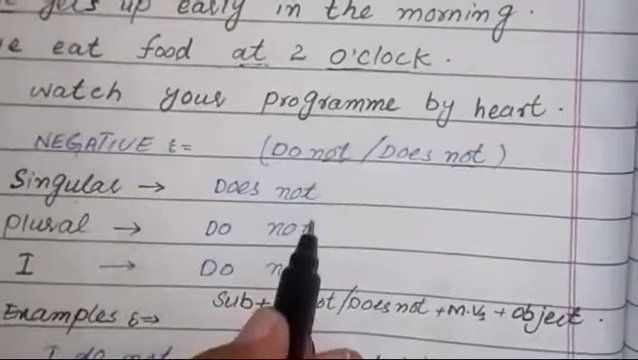 gets up early in the morning.
eat food at 2 o'clock.
watch your programme by heart.
NEGATIVE := (Do not / Does not)
Singular → Does not
Plural → Do not
I → Do
Sub + /Does not + M.V₁ + Object.
Examples :⇒
I do not